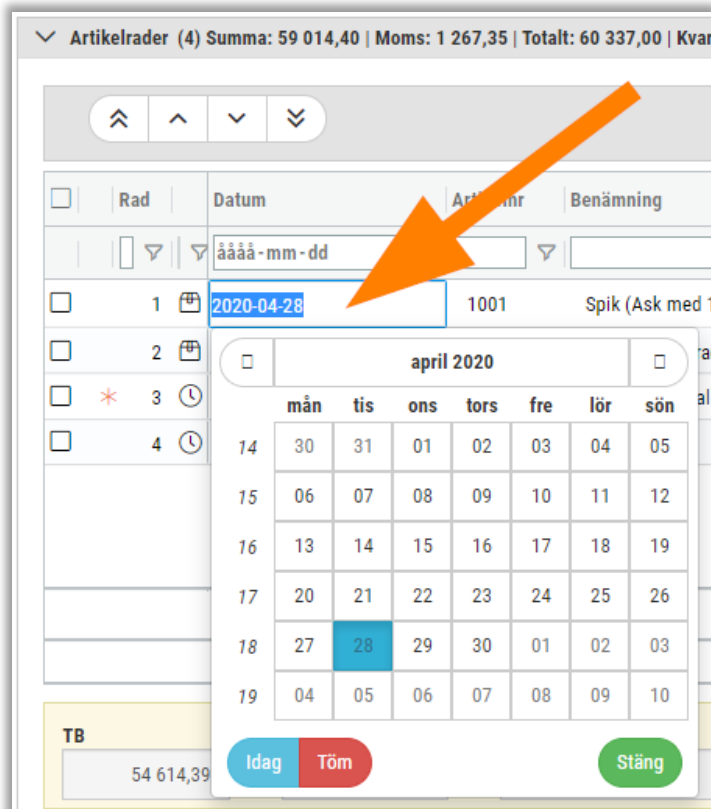 Artikelrader (4) Summa: 59 014,40 | Moms: 1 267,35 | Totalt: 60 337,00 |
Rad Datum Benämning
åååå-mm-dd
1 2020-04-28 1001 Spik (Ask med
2
3
4
april 2020
mån tis ons tors fre lör sön
14 30 31 01 02 03 04 05
15 06 07 08 09 10 11 12
16 13 14 15 16 17 18 19
17 20 21 22 23 24 25 26
18 27 28 29 30 01 02 03
19 04 05 06 07 08 09 10
Idag Töm Stäng
TB
54 614,39